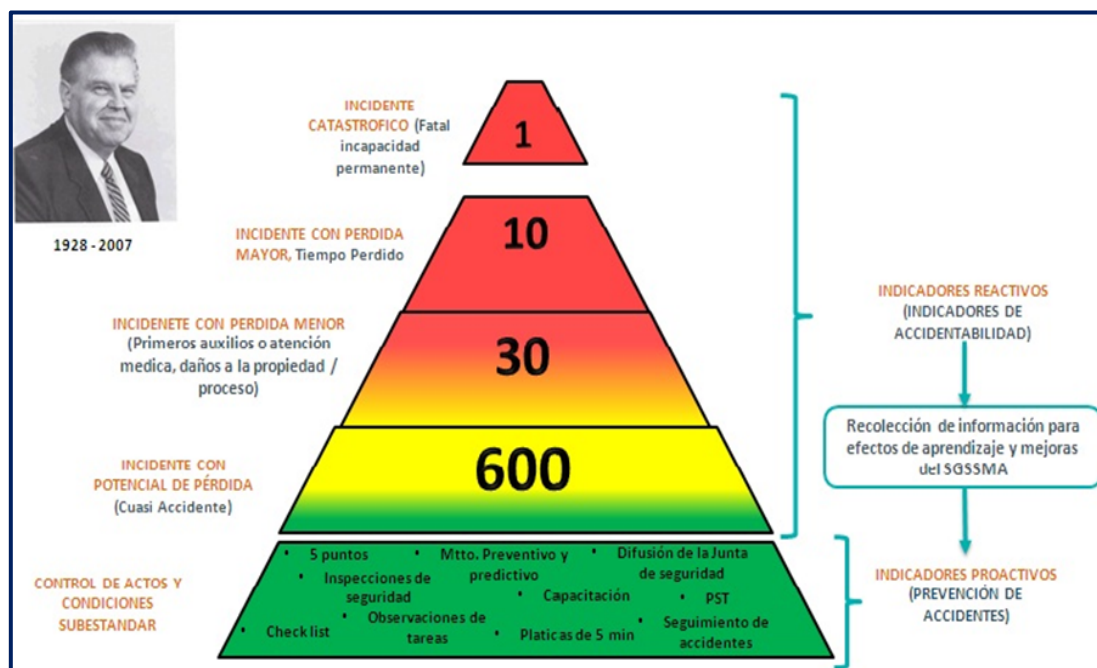 1928 - 2007
INCIDENTE
CATASTROFICO (Fatal
incapacidad
permanente)
1
INCIDENTE CON PERDIDA
MAYOR, Tiempo Perdido
10
INCIDENETE CON PERDIDA MENOR
(Primeros auxilios o atención
medica, daños a la propiedad /
proceso)
30
INCIDENTE CON
POTENCIAL DE PÉRDIDA
(Cuasi Accidente)
600
CONTROL DE ACTOS Y
CONDICIONES
SUBESTANDAR
• 5 puntos
• Mtto. Preventivo y
predictivo
• Difusión de la Junta
de seguridad
• Inspecciones de
seguridad
• Capacitación
• PST
• Check list
• Observaciones de
tareas
• Platicas de 5 min
• Seguimiento de
accidentes
INDICADORES REACTIVOS
(INDICADORES DE
ACCIDENTABILIDAD)
Recolección de información para
efectos de aprendizaje y mejoras
del SGSSMA
INDICADORES PROACTIVOS
(PREVENCIÓN DE
ACCIDENTES)